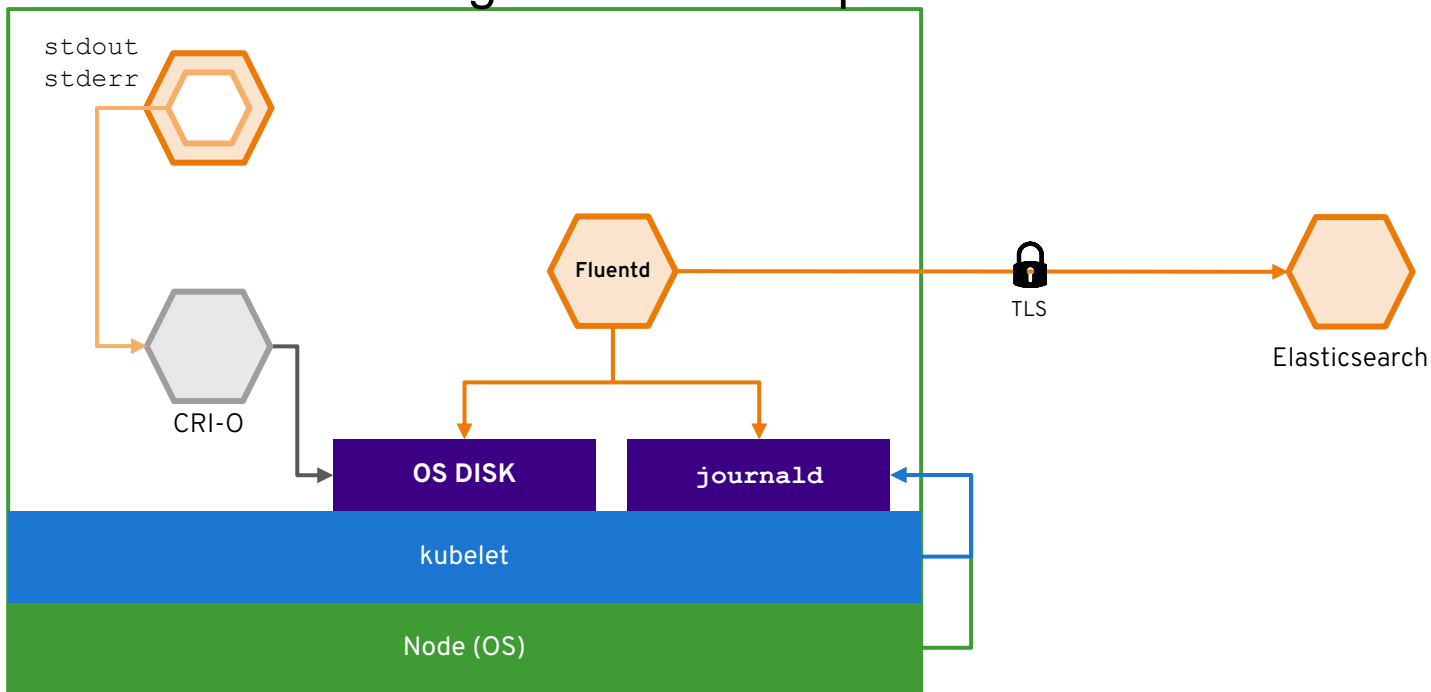 stdout
stderr
Fluentd
TLS
Elasticsearch
CRI-O
OS DISK
journald
kubelet
Node (OS)